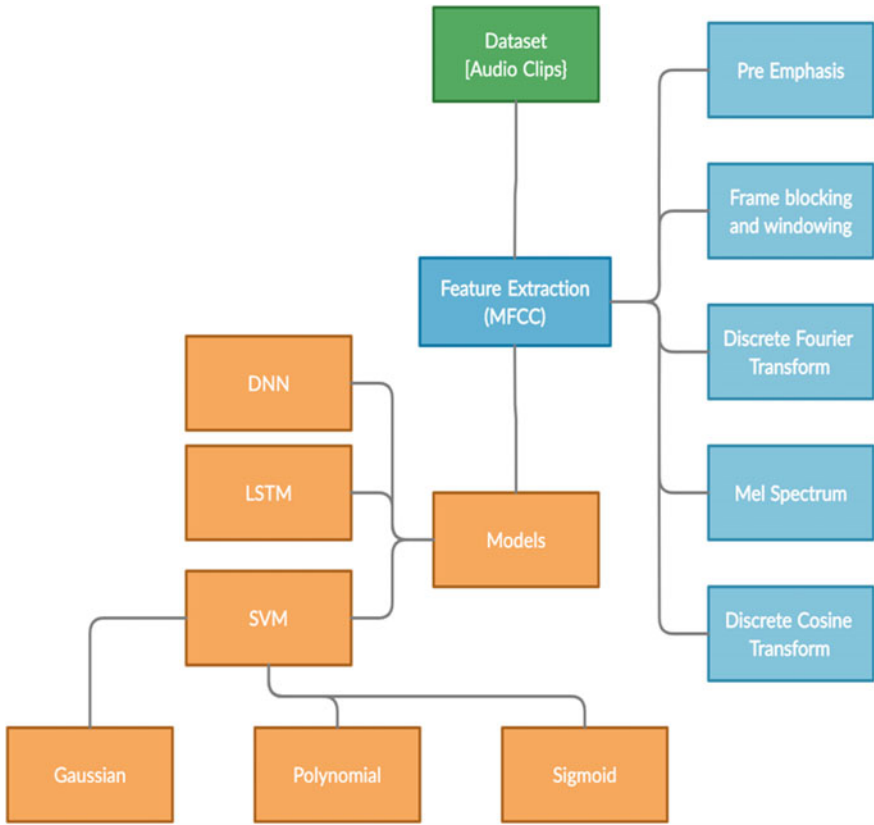 Dataset
[Audio Clips}
Pre Emphasis
Frame blocking
and windowing
Feature Extraction
(MFCC)
Discrete Fourier
Transform
DNN
LSTM
Mel Spectrum
Models
SVM
Discrete Cosine
Transform
Gaussian
Polynomial
Sigmoid